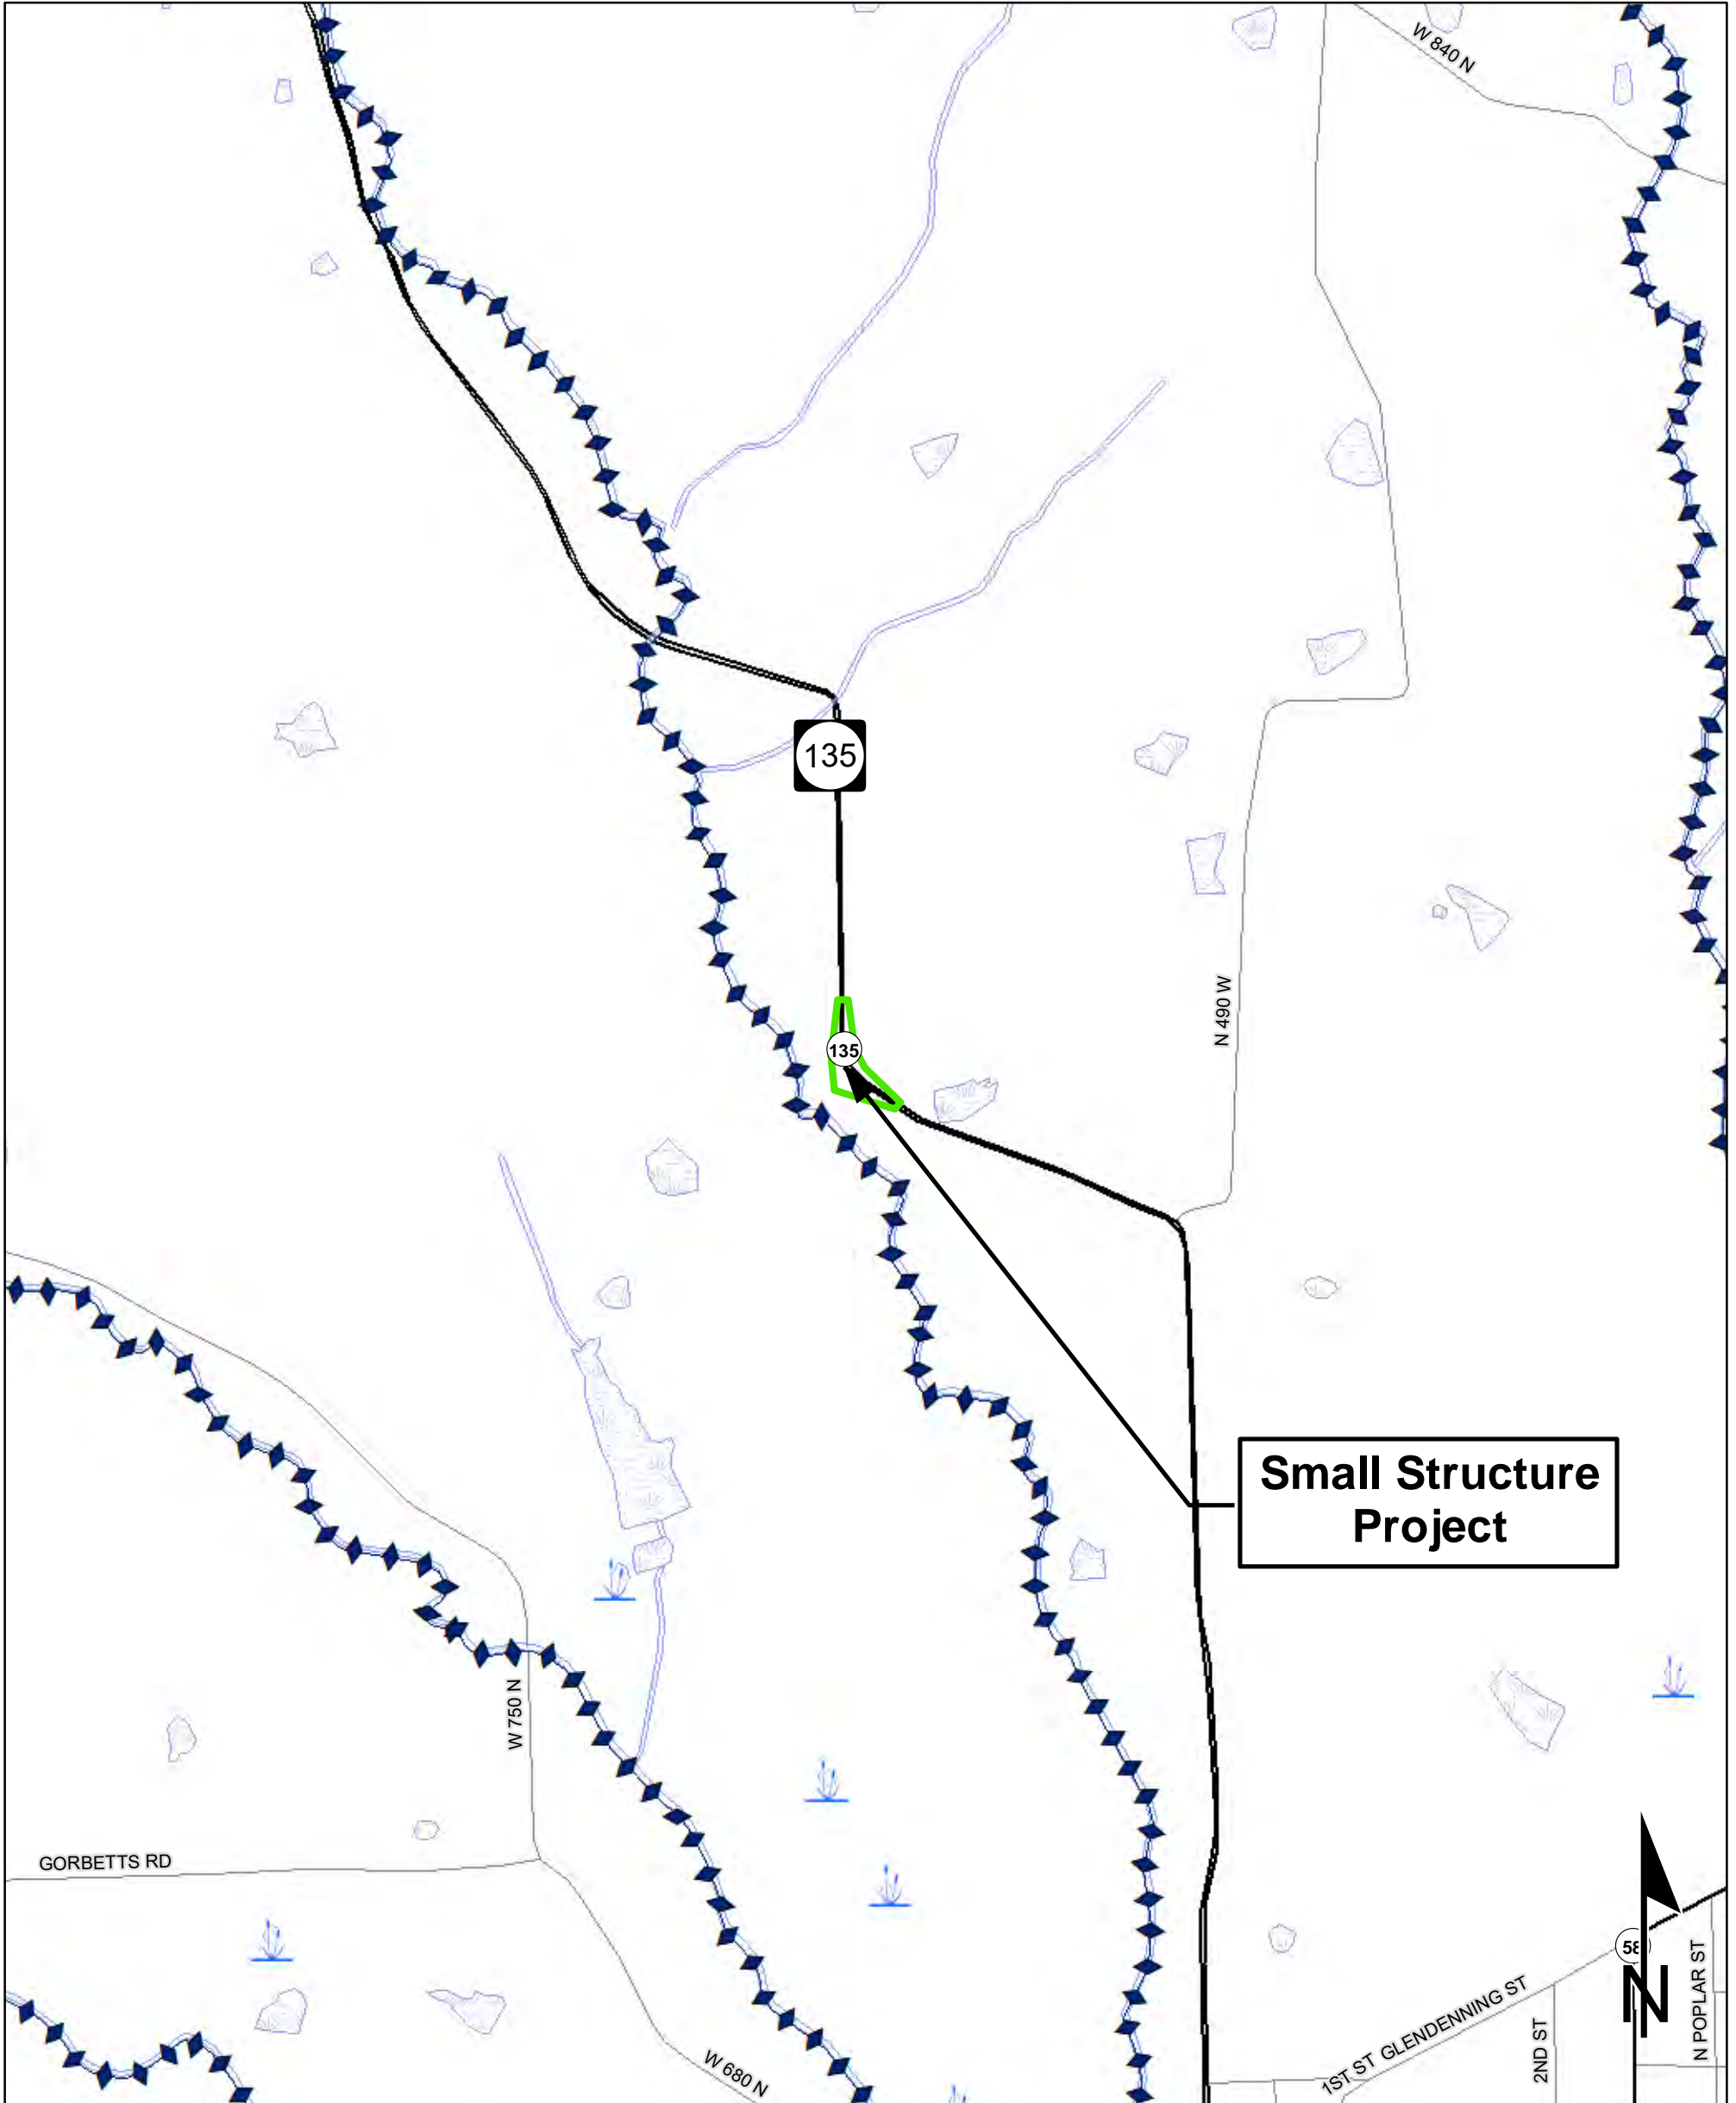 W 840 N
135
N 490 W
135
Small Structure
Project
W 750 N
GORBETTS RD
58
N
N POPLAR ST
1ST ST GLENDENNING ST
2ND ST
W 680 N